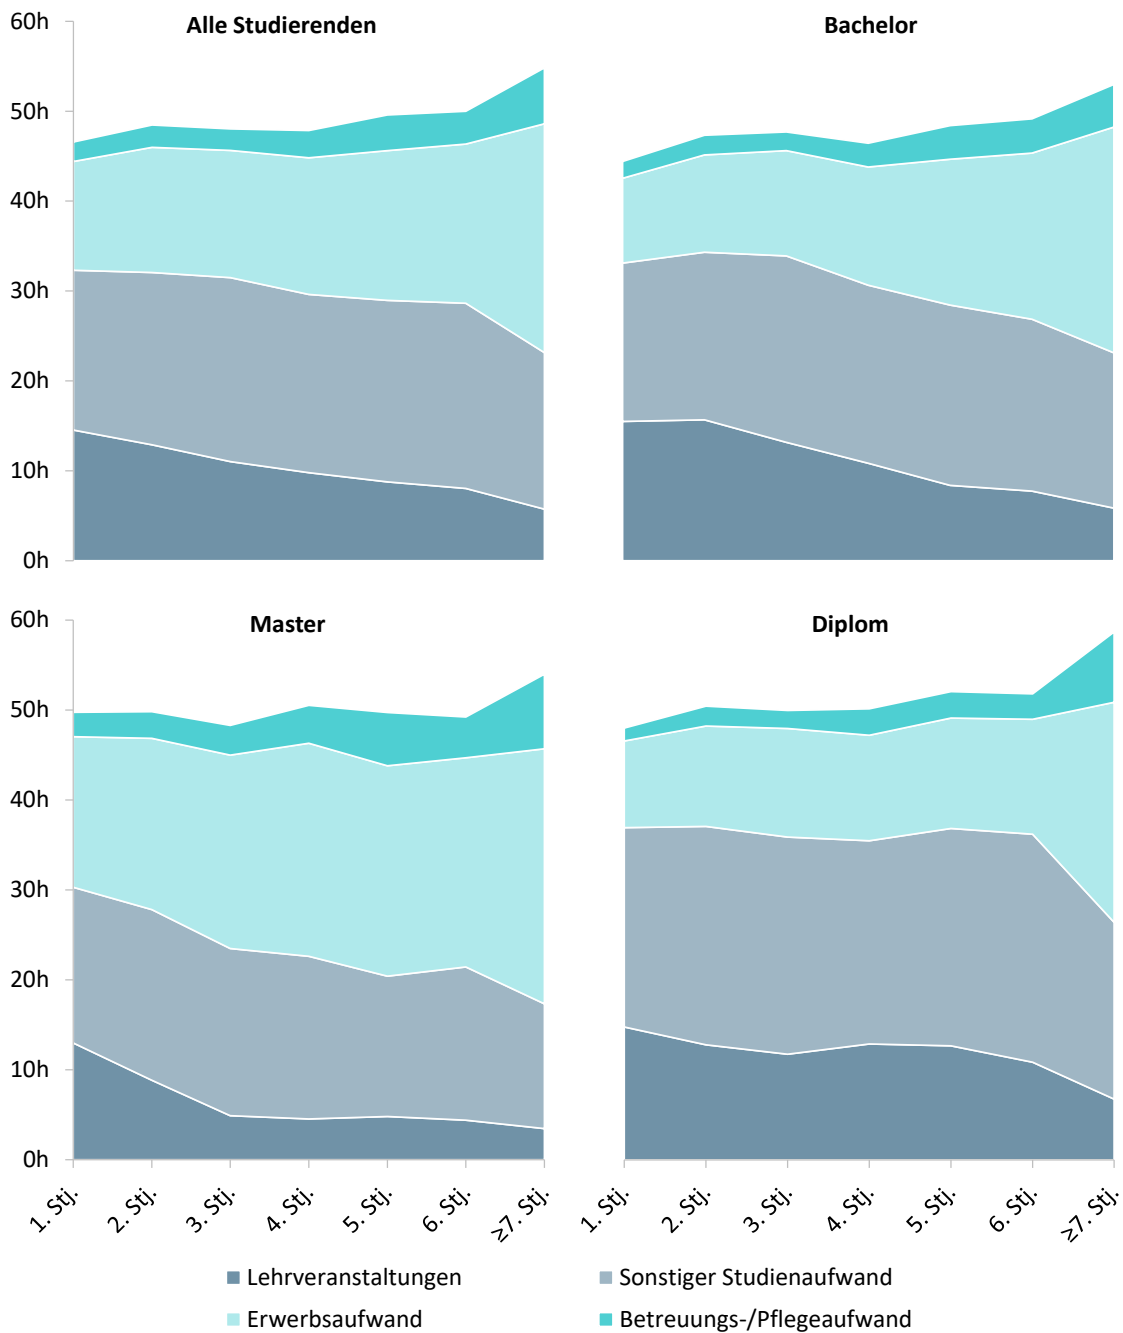 Alle Studierenden
Bachelor
60h
50h
40h
30h
20h
10h
0h
Master
Diplom
60h
50h
40h
30h
20h
10h
0h
1. Stj.
2. Stj.
3. Stj.
4. Stj.
5. Stj.
6. Stj.
≥7. Stj.
1. Stj.
2. Stj.
3. Stj.
4. Stj.
5. Stj.
6. Stj.
≥7. Stj.
Lehrveranstaltungen
Sonstiger Studienaufwand
Erwerbsaufwand
Betreuungs-/Pflegeaufwand